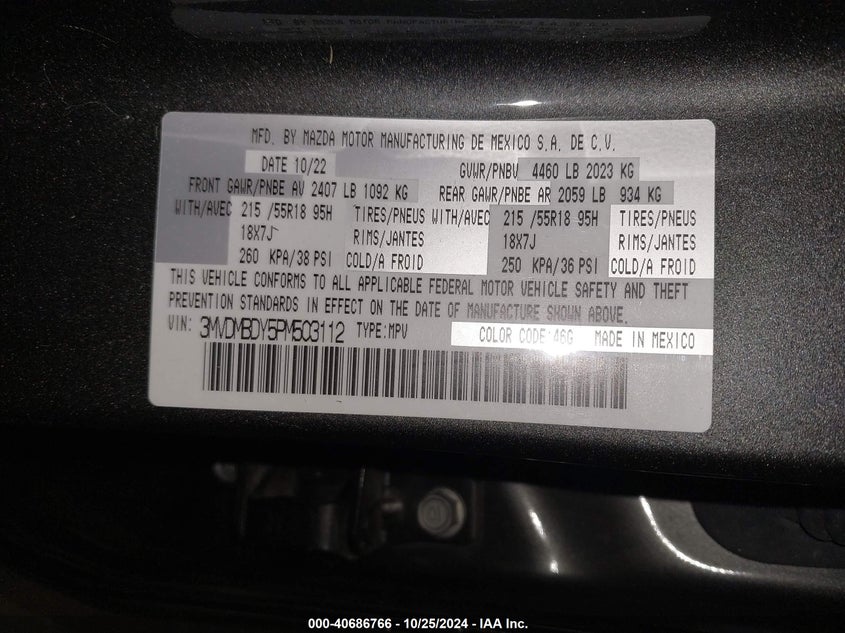 MFD. BY MAZDA MOTOR MANUFACTURING DE MEXICO S.A. DE C.V.
DATE 10/22 GVWR/PNBV 4460 LB 2023 KG
FRONT GAWR/PNBE AV 2407 LB 1092 KG REAR GAWR/PNBE AR 2059 LB 934 KG
WITH/AVEC 215 /55R18 95H TIRES/PNEUS WITH/AVEC 215 /55R18 95H TIRES/PNEUS
18X7J RIMS/JANTES 18X7J RIMS/JANTES
260 KPA/38 PSI COLD/A FROID 250 KPA/36 PSI COLD/A FROID
THIS VEHICLE CONFORMS TO ALL APPLICABLE FEDERAL MOTOR VEHICLE SAFETY AND THEFT
PREVENTION STANDARDS IN EFFECT ON THE DATE OF MANUFACTURE SHOWN ABOVE.
VIN: 3MVDMBDY5PM503112 TYPE:MPV COLOR CODE:46G MADE IN MEXICO
000-40686766 - 10/25/2024 - IAA Inc.